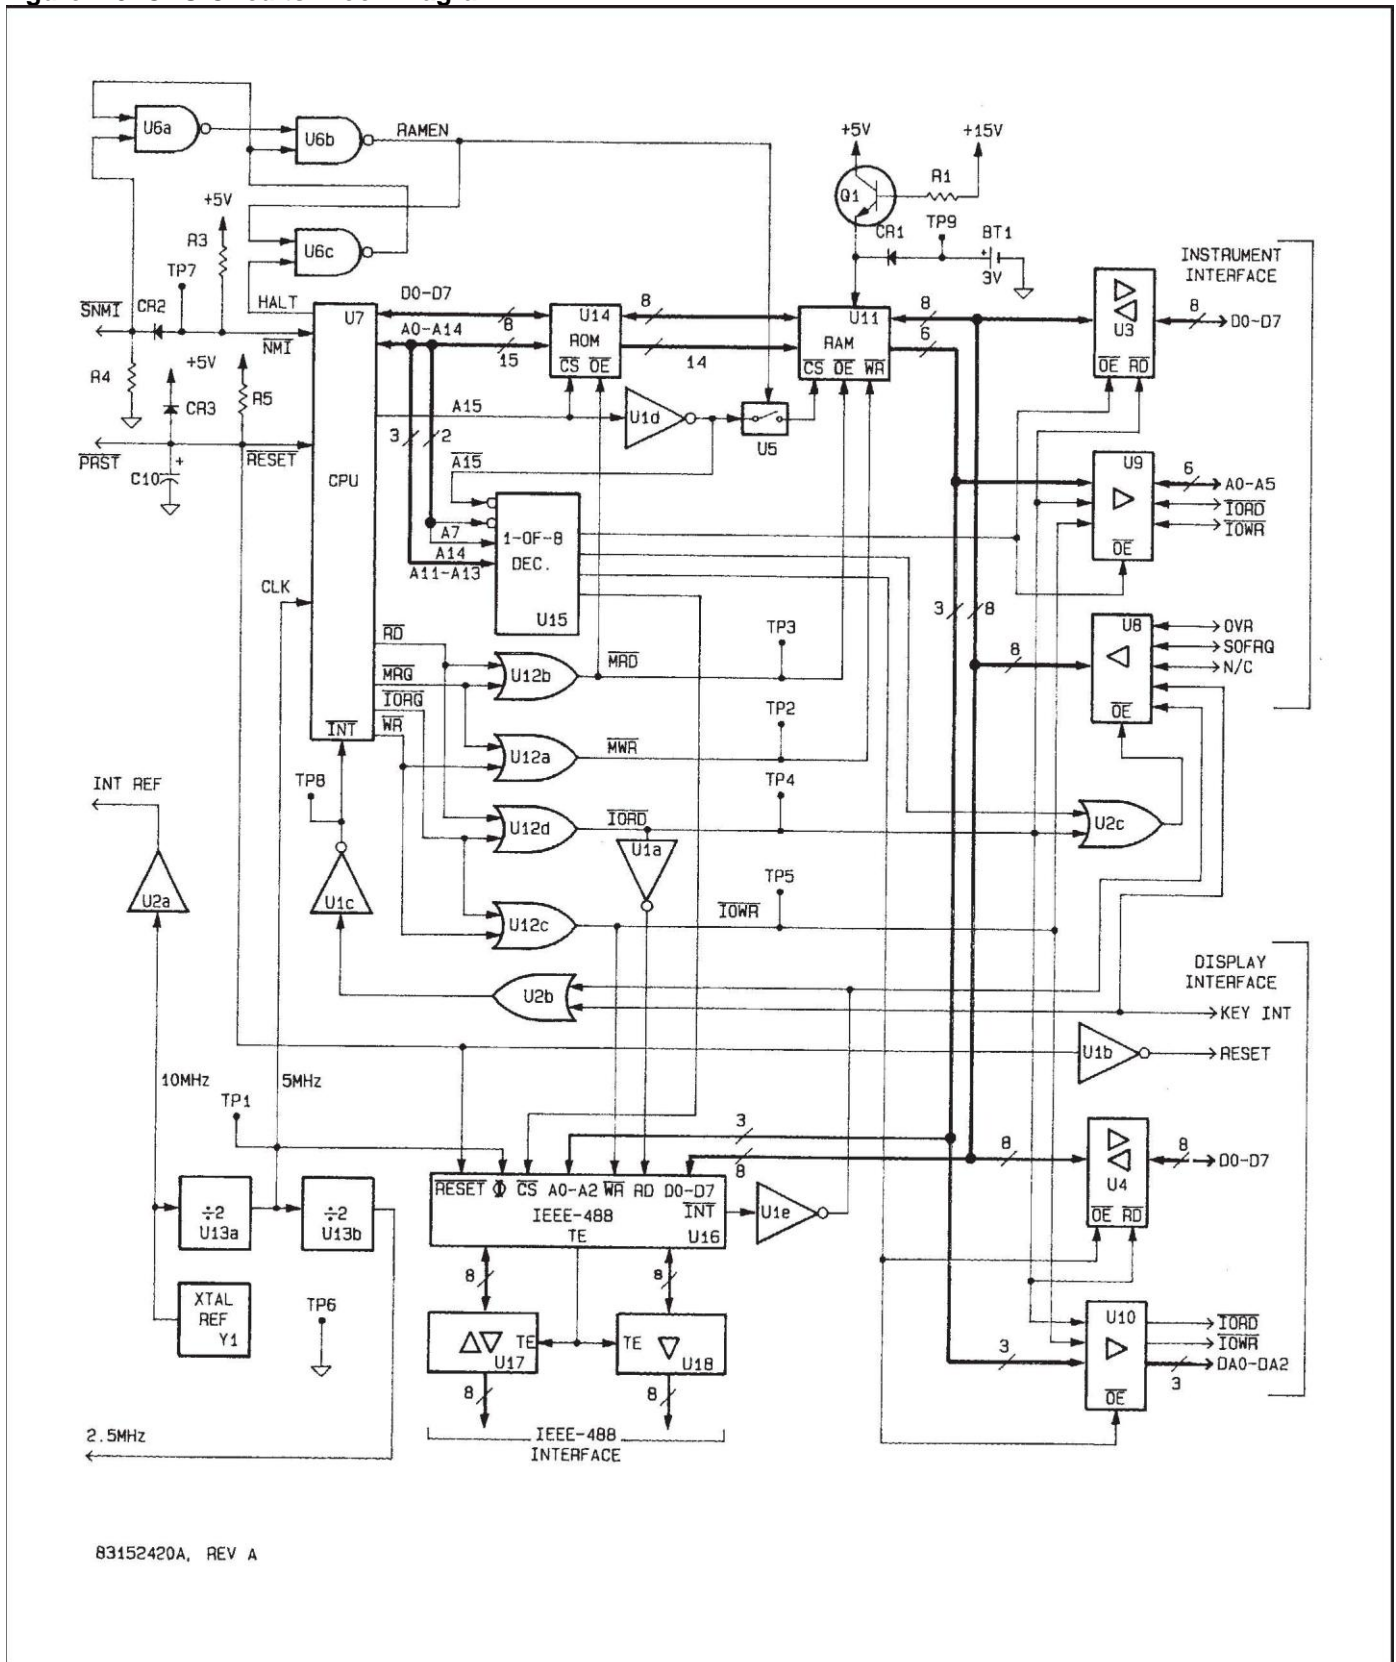 U6a
U6b
RAMEN
+5V
+15V
Q1
R1
+5V
R3
U6c
CR1
TP9
BT1
+
3V
INSTRUMENT
INTERFACE
TP7
SNMI
CR2
HALT
U7
D0-D7
8
U14
8
U11
8
6
U3
8
D0-D7
NMI
A0-A14
15
ROM
CS OE
14
RAM
CS OE WR
OE RD
R4
+5V
CR3
R5
A15
U1d
U5
3
2
A15
PRST
C10
+
RESET
CPU
U9
6
A0-A5
IORD
IOWR
OE
A7
A14
A11-A13
1-OF-8
DEC.
U15
CLK
3
8
U8
OVR
SOFRQ
N/C
8
OE
RD
MRQ
IORQ
WR
INT
U12b
MRD
TP3
U12a
MWR
TP2
INT REF
TP8
U12d
IORD
TP4
U2c
U1a
U2a
U1c
U12c
IOWR
TP5
U2b
DISPLAY
INTERFACE
KEY INT
U1b
RESET
10MHz
5MHz
TP1
3
8
8
8
D0-D7
U4
OE RD
RESET Φ CS A0-A2 WR RD D0-D7
INT
IEEE-488
TE
U16
U1e
÷2
U13a
÷2
U13b
8
8
XTAL
REF
Y1
TP6
TE
U17
TE
U18
U10
IORD
IOWR
3
DA0-DA2
3
OE
8
8
2.5MHz
IEEE-488
INTERFACE
83152420A, REV A